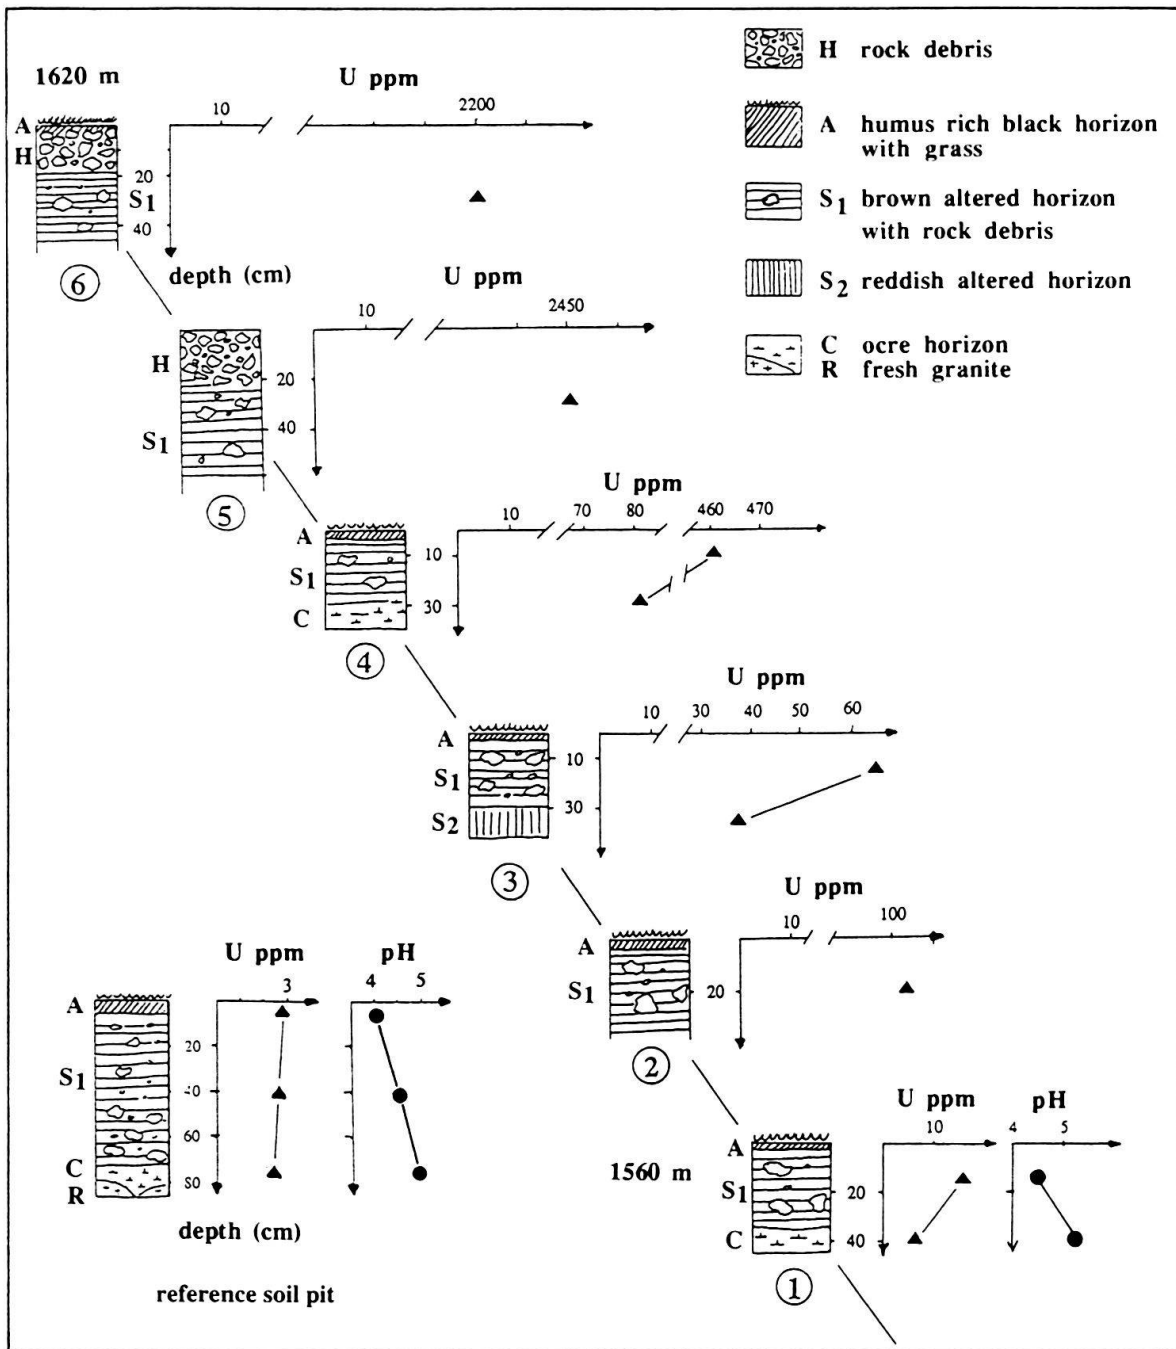 H rock debris
A humus rich black horizon
with grass
S1 brown altered horizon
with rock debris
S2 reddish altered horizon
C ocre horizon
R fresh granite
1620 m
U ppm
10 2200
A
H
20
S1
40
6
depth (cm)
U ppm
10 2450
H
20
S1
40
5
U ppm
10 70 80 460 470
A
10
S1
30
C
4
U ppm
10 30 40 50 60
A
10
S1
30
S2
3
U ppm
10 100
A
S1
20
2
U ppm pH
10 4 5
1560 m
A
S1
20
C
40
1
U ppm pH
3 4 5
A
20
S1
40
60
C
80
R
depth (cm)
reference soil pit